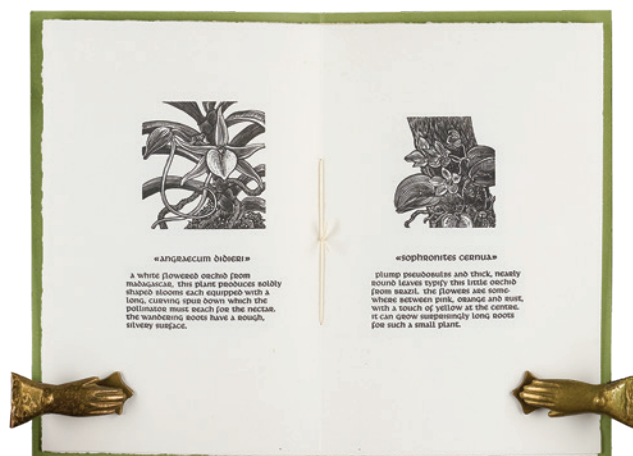 «angraecum didieri»
a white flowered orchid from
madagascar, this plant produces boldly
shaped blooms each equipped with a
long, curving spur down which the
pollinator must reach for the nectar.
the wandering roots have a rough,
silvery surface.
«sophronites cernua»
plump pseudobulbs and thick, nearly
round leaves typify this little orchid
from brazil. the flowers are some-
where between pink, orange and rust,
with a touch of yellow at the centre.
it can grow surprisingly long roots
for such a small plant.